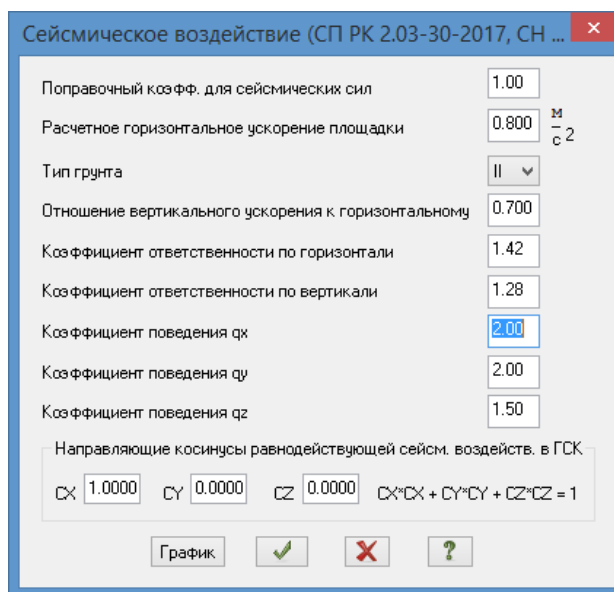 Сейсмическое воздействие (СП РК 2.03-30-2017, СН ...
Поправочный коэфф. для сейсмических сил 1.00
Расчетное горизонтальное ускорение площадки 0.800 м/с2
Тип грунта II
Отношение вертикального ускорения к горизонтальному 0.700
Коэффициент ответственности по горизонтали 1.42
Коэффициент ответственности по вертикали 1.28
Коэффициент поведения qx 2.00
Коэффициент поведения qy 2.00
Коэффициент поведения qz 1.50
Направляющие косинусы равнодействующей сейсм. воздейств. в ГСК
CX 1.0000 CY 0.0000 CZ 0.0000 CX*CX + CY*CY + CZ*CZ = 1
График ?